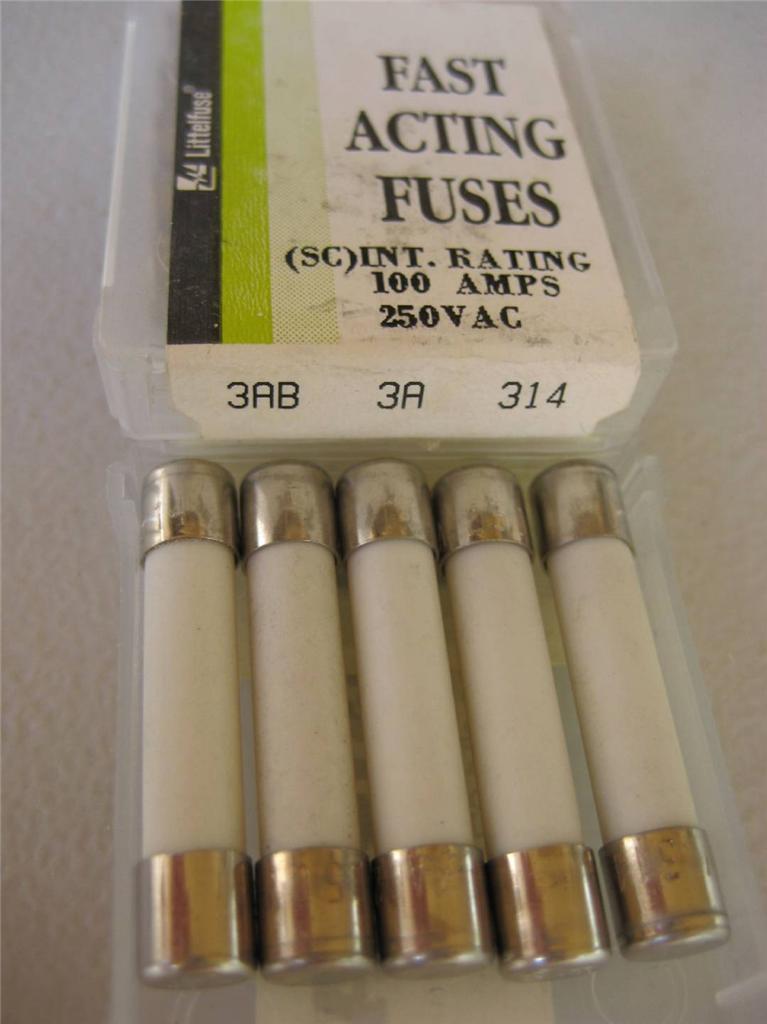 Littelfuse®
FAST
ACTING
FUSES
(SC)INT. RATING
100 AMPS
250VAC
3AB 3A 314